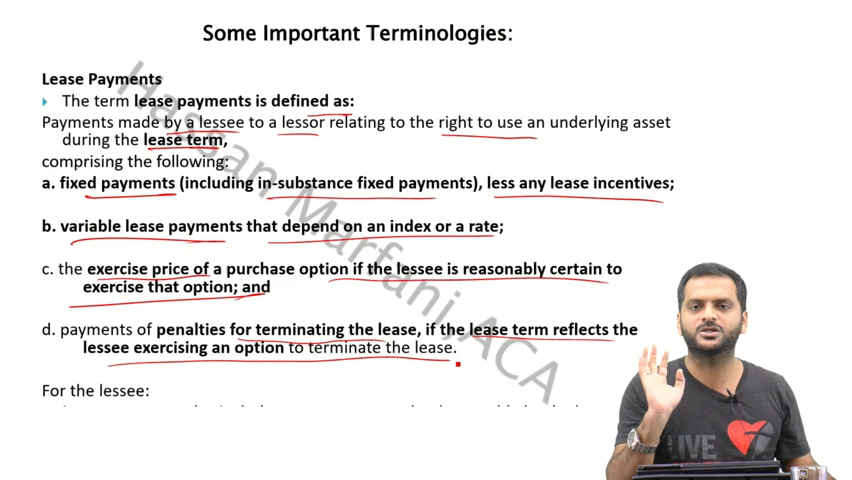 Some Important Terminologies:
Lease Payments
The term lease payments is defined as:
Payments made by a lessee to a lessor relating to the right to use an underlying asset
during the lease term,
comprising the following:
a. fixed payments (including in-substance fixed payments), less any lease incentives;
b. variable lease payments that depend on an index or a rate;
c. the exercise price of a purchase option if the lessee is reasonably certain to
exercise that option; and
d. payments of penalties for terminating the lease, if the lease term reflects the
lessee exercising an option to terminate the lease.
For the lessee:
Hassan Marfani, ACA
LIVE